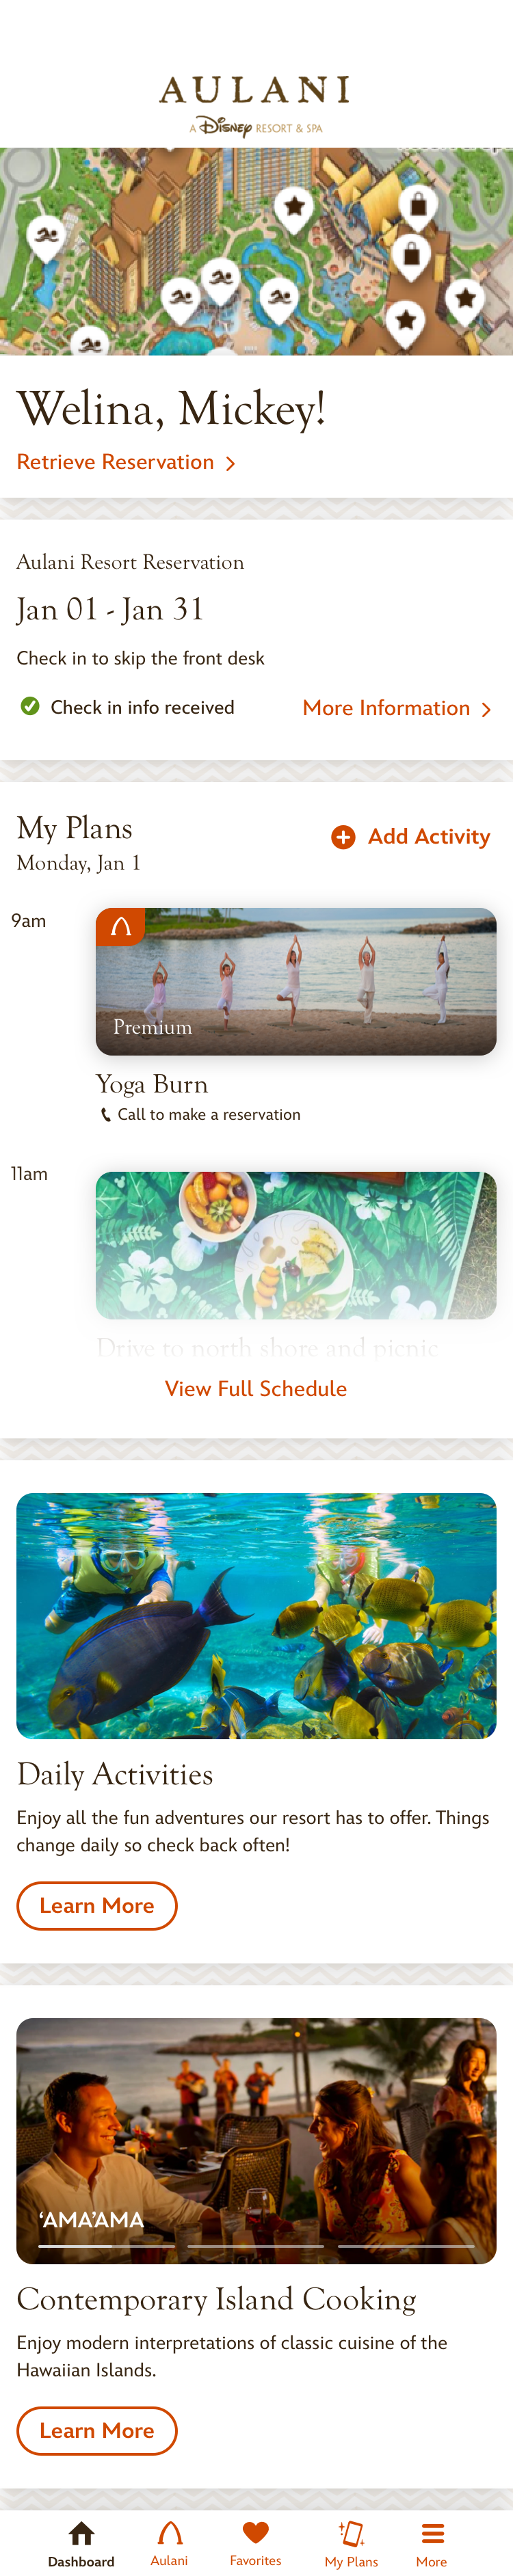 AULANI
A Disney RESORT & SPA
Welina, Mickey!
Retrieve Reservation
Aulani Resort Reservation
Jan 01 - Jan 31
Check in to skip the front desk
Check in info received
More Information
My Plans
Add Activity
Monday, Jan 1
9am
Premium
Yoga Burn
Call to make a reservation
11am
Drive to north shore and picnic
View Full Schedule
Daily Activities
Enjoy all the fun adventures our resort has to offer. Things
change daily so check back often!
Learn More
‘AMA’AMA
Contemporary Island Cooking
Enjoy modern interpretations of classic cuisine of the
Hawaiian Islands.
Learn More
Dashboard
Aulani
Favorites
My Plans
More